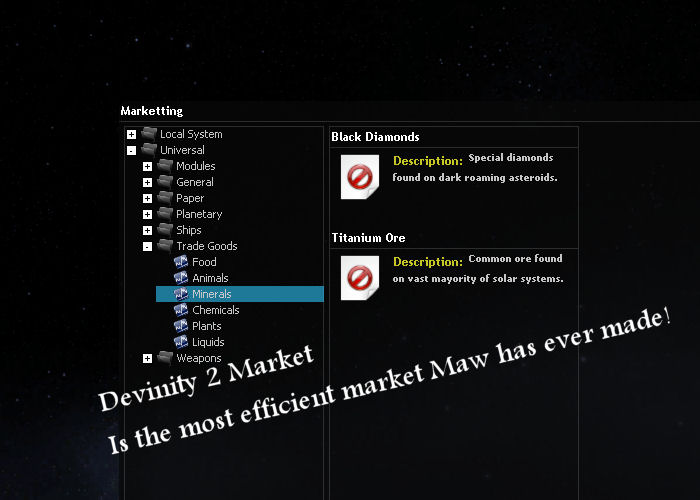 Marketting
Local System
Universal
Modules
General
Paper
Planetary
Ships
Trade Goods
Food
Animals
Minerals
Chemicals
Plants
Liquids
Weapons
Black Diamonds
Description: Special diamonds
found on dark roaming asteroids.
Titanium Ore
Description: Common ore found
on vast mayority of solar systems.
Devinity 2 Market
Is the most efficient market Maw has ever made!